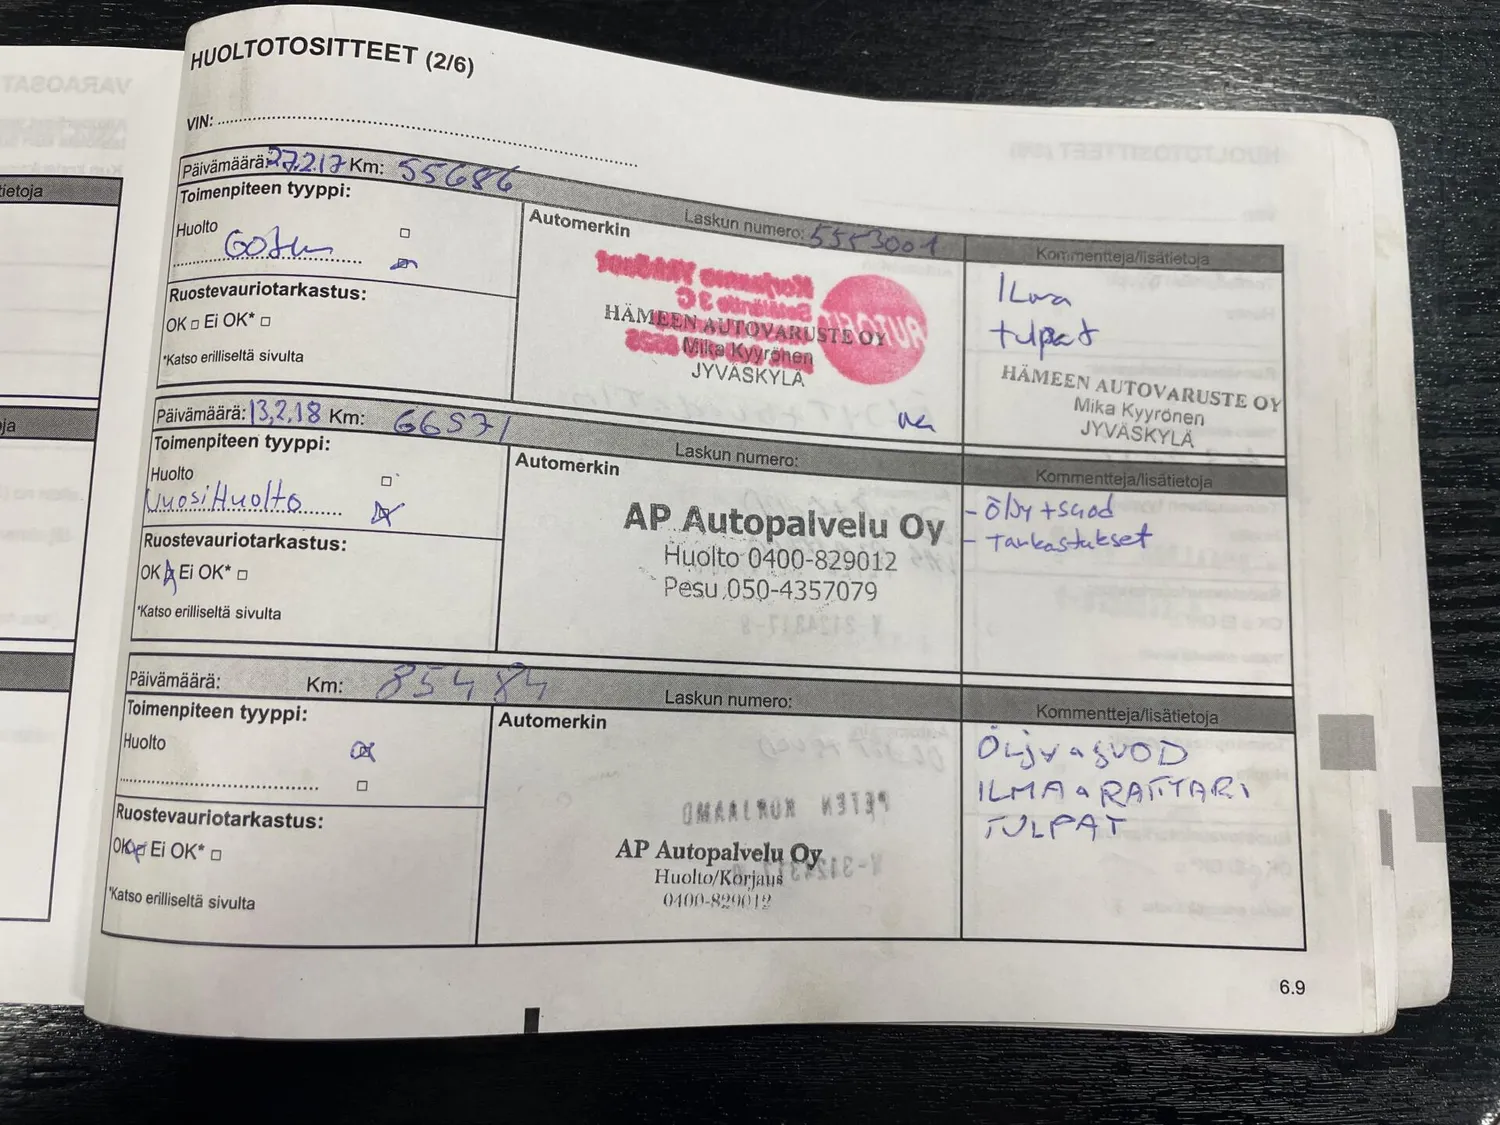 HUOLTOTOSITTEET (2/6)
VIN:
Päivämäärä: 27.2.17 Km: 55686
Laskun numero: 5553001
Toimenpiteen tyyppi:
Huolto
Ruostevauriotarkastus:
OK Ei OK*
*Katso erilliseltä sivulta
Automerkin
HÄMEEN AUTOVARUSTE OY
Mika Kyyrönen
JYVÄSKYLÄ
Kommentteja/lisätietoja
ILMA
tulpat
HÄMEEN AUTOVARUSTE OY
Mika Kyyrönen
JYVÄSKYLÄ
Päivämäärä: 13.2.18 Km: 66571
Laskun numero:
Toimenpiteen tyyppi:
Huolto
VuosiHuolto
Ruostevauriotarkastus:
OK Ei OK*
*Katso erilliseltä sivulta
Automerkin
AP Autopalvelu Oy
Huolto 0400-829012
Pesu 050-4357079
Kommentteja/lisätietoja
- Öljy + suod
- Tarkastukset
Päivämäärä: Km: 85484
Laskun numero:
Toimenpiteen tyyppi:
Huolto
Ruostevauriotarkastus:
OK Ei OK*
*Katso erilliseltä sivulta
Automerkin
AP Autopalvelu Oy
Huolto/Korjaus
0400-829012
Kommentteja/lisätietoja
ÖLJY & SUOD
ILMA & RAITTARI
TULPAT
6.9